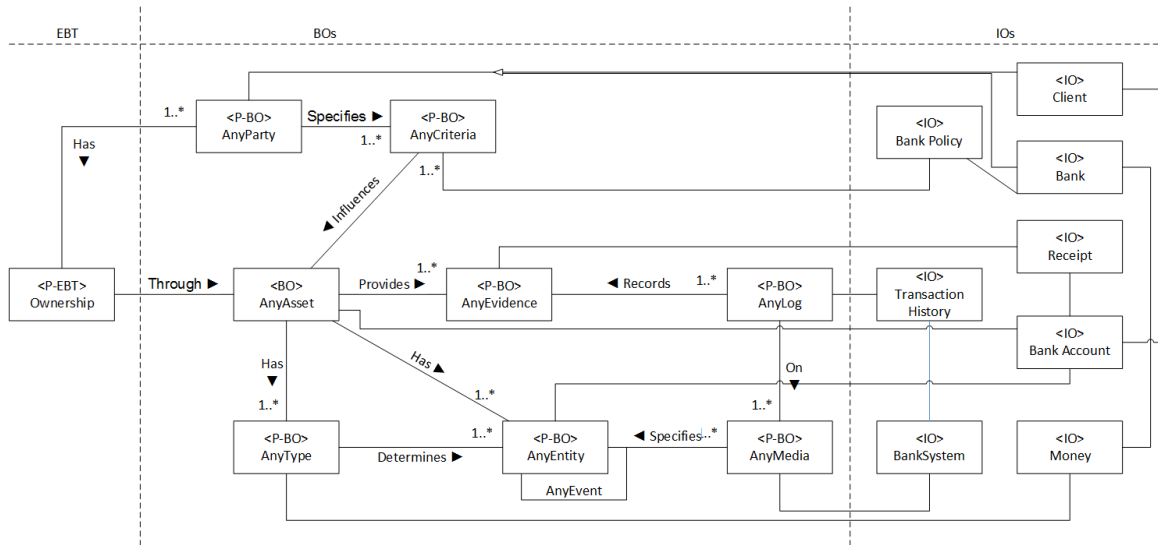 EBT
BOs
IOs
<IO>
Client
1..*
<P-BO>
AnyParty
Specifies ►
1..*
<P-BO>
AnyCriteria
<IO>
Bank Policy
Has
▼
1..*
<IO>
Bank
◄ Influences
<P-EBT>
Ownership
Through ►
<BO>
AnyAsset
Provides ►
1..*
<P-BO>
AnyEvidence
◄ Records
1..*
<P-BO>
AnyLog
<IO>
Transaction
History
<IO>
Receipt
<IO>
Bank Account
Has
▼
1..*
Has ►
1..*
On
▼
1..*
<P-BO>
AnyType
Determines ►
1..*
<P-BO>
AnyEntity
AnyEvent
◄ Specifies
..*
<P-BO>
AnyMedia
<IO>
BankSystem
<IO>
Money